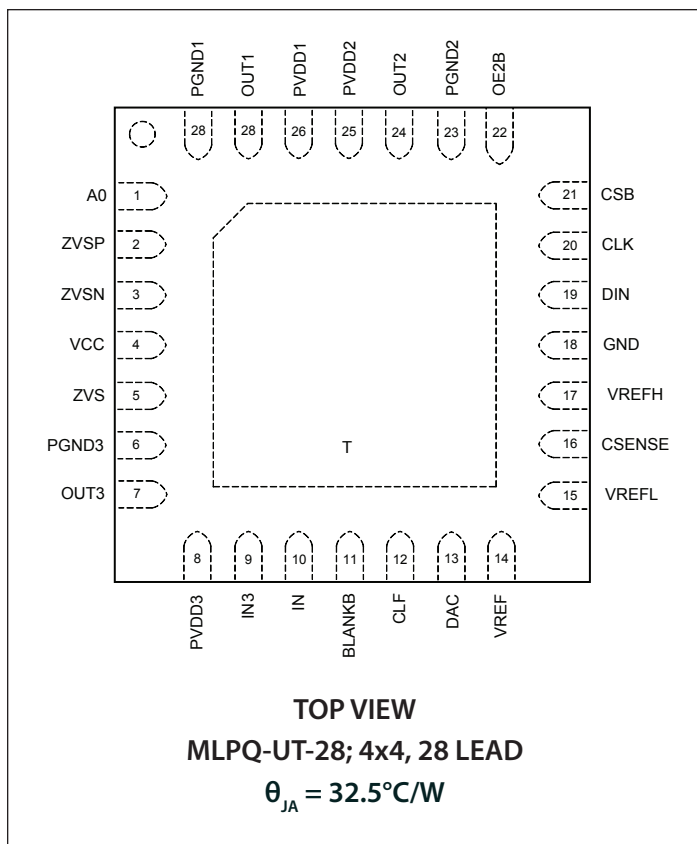 PGND1
OUT1
PVDD1
PVDD2
OUT2
PGND2
OE2B
28
28
26
25
24
23
22
A0 1
ZVSP 2
ZVSN 3
VCC 4
ZVS 5
PGND3 6
OUT3 7
21 CSB
20 CLK
19 DIN
18 GND
17 VREFH
16 CSENSE
15 VREFL
T
8
9
10
11
12
13
14
PVDD3
IN3
IN
BLANKB
CLF
DAC
VREF
TOP VIEW
MLPQ-UT-28; 4x4, 28 LEAD
θJA = 32.5°C/W